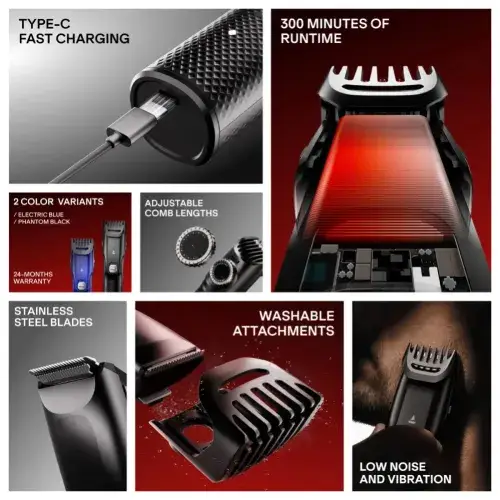 TYPE-C
FAST CHARGING
300 MINUTES OF
RUNTIME
2 COLOR VARIANTS
/ ELECTRIC BLUE
/ PHANTOM BLACK
24-MONTHS
WARRANTY
ADJUSTABLE
COMB LENGTHS
STAINLESS
STEEL BLADES
WASHABLE
ATTACHMENTS
LOW NOISE
AND VIBRATION